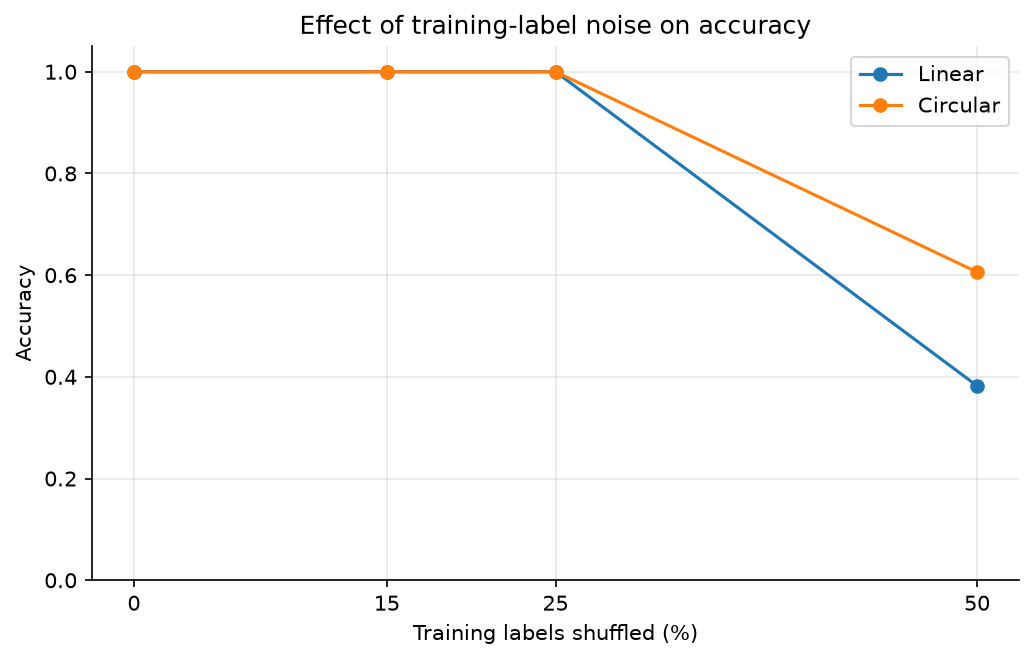 Effect of training-label noise on accuracy
Linear
Circular
Accuracy
1.0
0.8
0.6
0.4
0.2
0.0
0 15 25 50
Training labels shuffled (%)